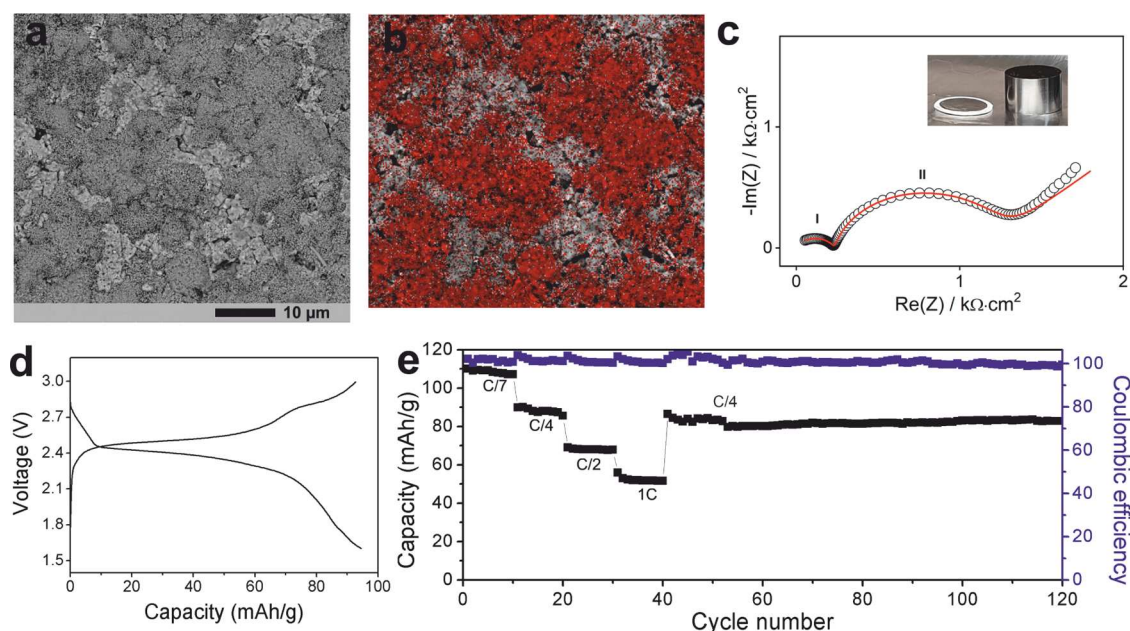 a
10 µm
b
c
1
0
-Im(Z) / kΩ·cm²
I
II
0
1
2
Re(Z) / kΩ·cm²
d
3.0
2.7
2.4
2.1
1.8
1.5
Voltage (V)
0
20
40
60
80
100
Capacity (mAh/g)
e
120
100
80
60
40
20
0
Capacity (mAh/g)
C/7
C/4
C/2
1C
C/4
100
80
60
40
20
0
Coulombic efficiency
0
20
40
60
80
100
120
Cycle number